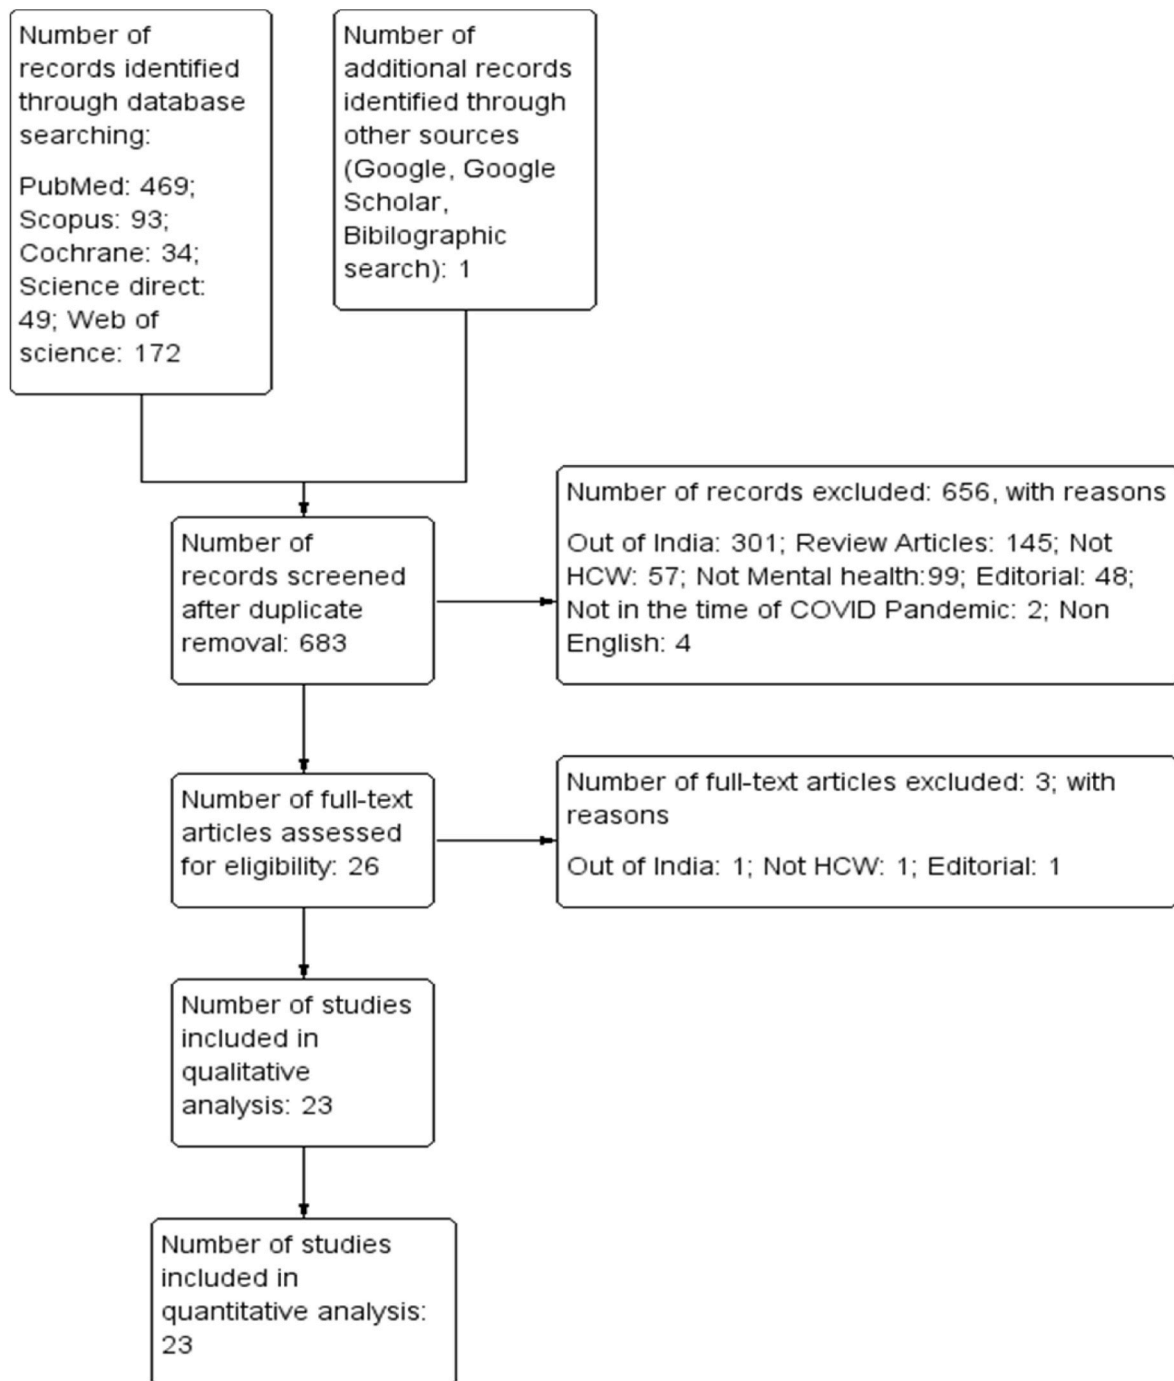 Number of
records identified
through database
searching:
PubMed: 469;
Scopus: 93;
Cochrane: 34;
Science direct:
49; Web of
science: 172
Number of
additional records
identified through
other sources
(Google, Google
Scholar,
Bibilographic
search): 1
Number of
records screened
after duplicate
removal: 683
Number of records excluded: 656, with reasons
Out of India: 301; Review Articles: 145; Not
HCW: 57; Not Mental health:99; Editorial: 48;
Not in the time of COVID Pandemic: 2; Non
English: 4
Number of full-text
articles assessed
for eligibility: 26
Number of full-text articles excluded: 3; with
reasons
Out of India: 1; Not HCW: 1; Editorial: 1
Number of studies
included in
qualitative
analysis: 23
Number of studies
included in
quantitative analysis:
23